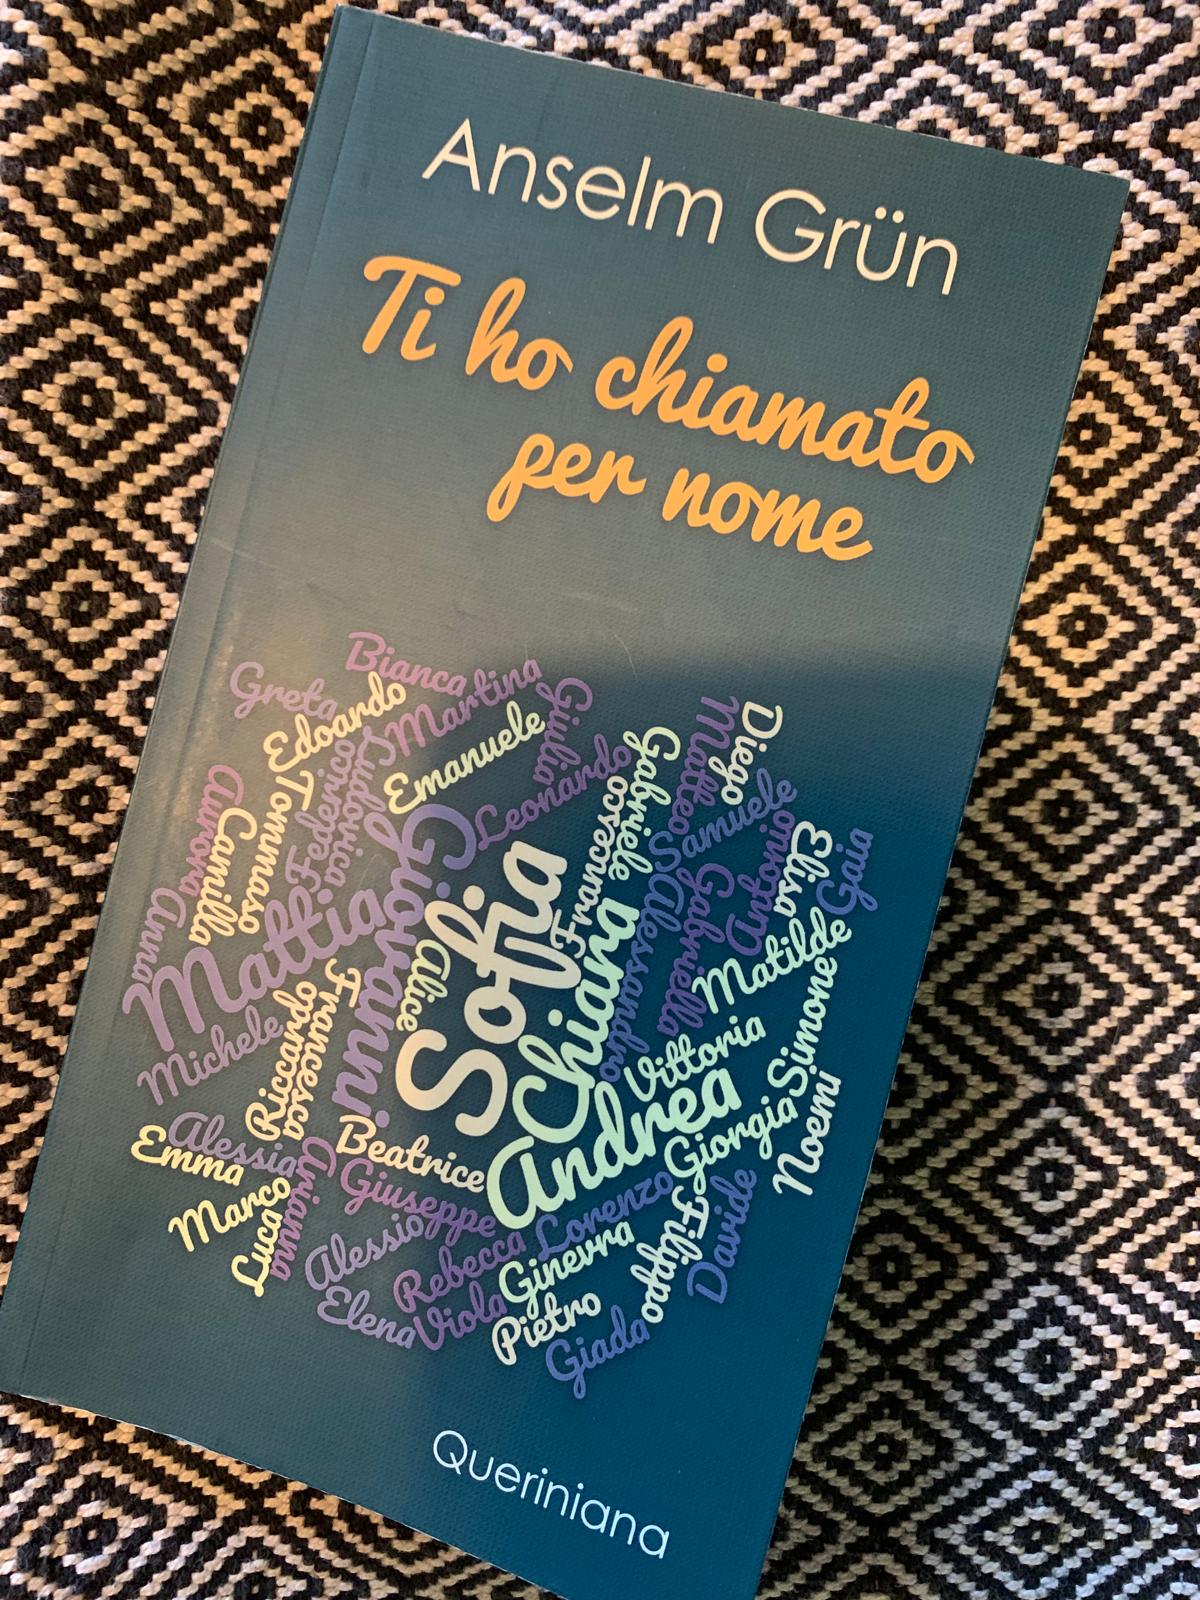 Anselm Grün
Ti ho chiamato
per nome
Bianca
Greta
Edoardo
Martina
Giulia
Emanuele
Leonardo
Ludovica
Tommaso
Federico
Aurora
Camilla
Anna
Mattia
Giovanni
Michele
Alice
Sofia
Francesco
Gabriele
Matteo
Diego
Samuele
Antonio
Elisa
Gaia
Gabriella
Alessandro
Chiara
Matilde
Simone
Vittoria
Andrea
Giorgia
Noemi
Francesca
Riccardo
Beatrice
Alessia
Emma
Marco
Luca
Arianna
Giuseppe
Alessio
Lorenzo
Rebecca
Ginevra
Filippo
Davide
Elena
Viola
Pietro
Giada
Queriniana